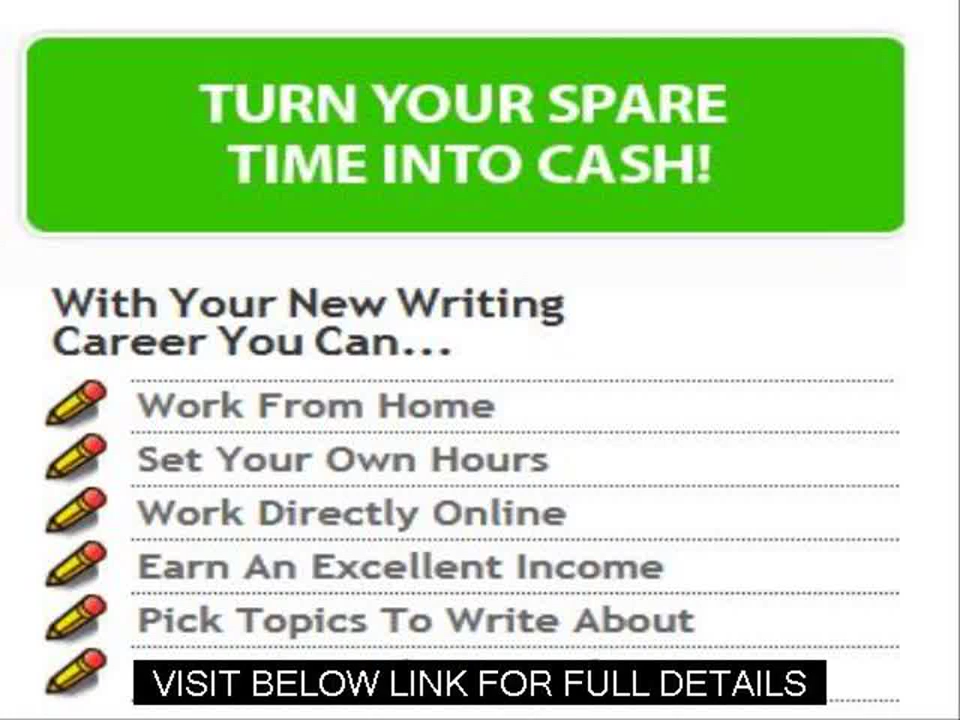 TURN YOUR SPARE
TIME INTO CASH!
With Your New Writing
Career You Can...
Work From Home
Set Your Own Hours
Work Directly Online
Earn An Excellent Income
Pick Topics To Write About
VISIT BELOW LINK FOR FULL DETAILS